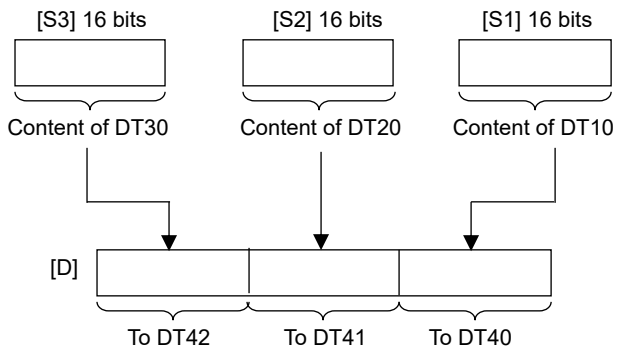 [S3] 16 bits [S2] 16 bits [S1] 16 bits
Content of DT30 Content of DT20 Content of DT10
[D]
To DT42 To DT41 To DT40